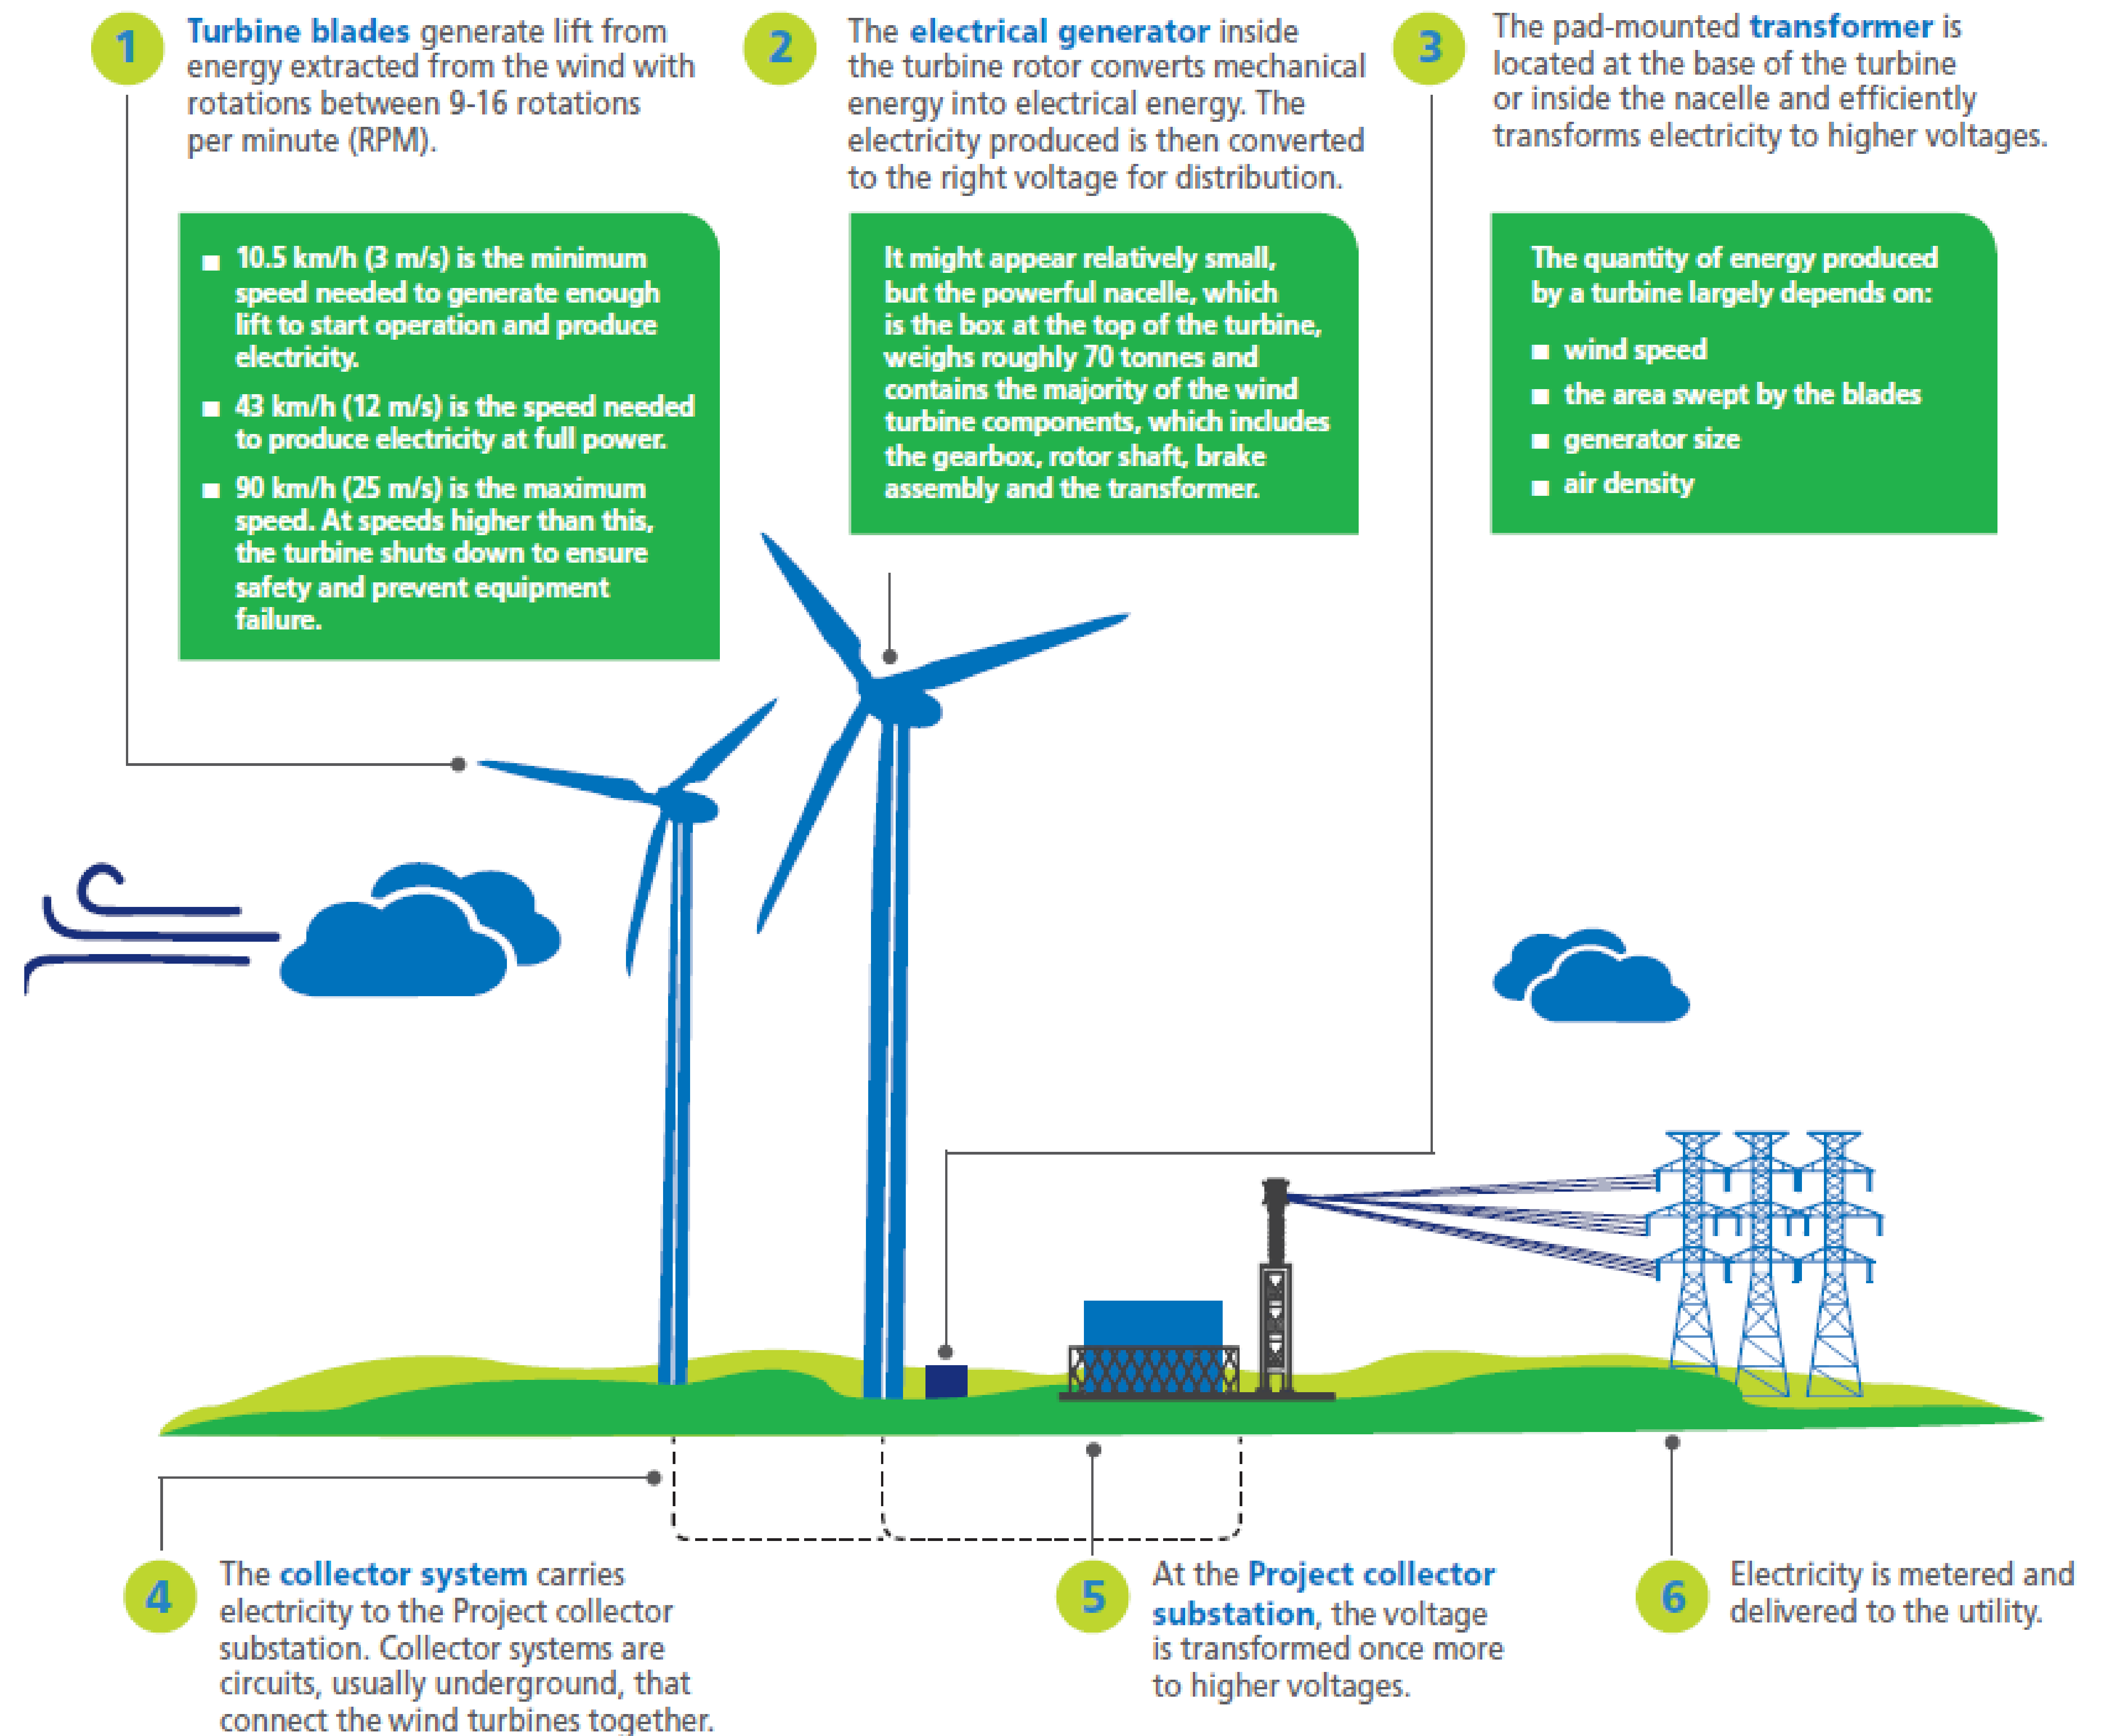 1
Turbine blades generate lift from
energy extracted from the wind with
rotations between 9-16 rotations
per minute (RPM).
■ 10.5 km/h (3 m/s) is the minimum
speed needed to generate enough
lift to start operation and produce
electricity.
■ 43 km/h (12 m/s) is the speed needed
to produce electricity at full power.
■ 90 km/h (25 m/s) is the maximum
speed. At speeds higher than this,
the turbine shuts down to ensure
safety and prevent equipment
failure.
2
The electrical generator inside
the turbine rotor converts mechanical
energy into electrical energy. The
electricity produced is then converted
to the right voltage for distribution.
It might appear relatively small,
but the powerful nacelle, which
is the box at the top of the turbine,
weighs roughly 70 tonnes and
contains the majority of the wind
turbine components, which includes
the gearbox, rotor shaft, brake
assembly and the transformer.
3
The pad-mounted transformer is
located at the base of the turbine
or inside the nacelle and efficiently
transforms electricity to higher voltages.
The quantity of energy produced
by a turbine largely depends on:
■ wind speed
■ the area swept by the blades
■ generator size
■ air density
4
The collector system carries
electricity to the Project collector
substation. Collector systems are
circuits, usually underground, that
connect the wind turbines together.
5
At the Project collector
substation, the voltage
is transformed once more
to higher voltages.
6
Electricity is metered and
delivered to the utility.